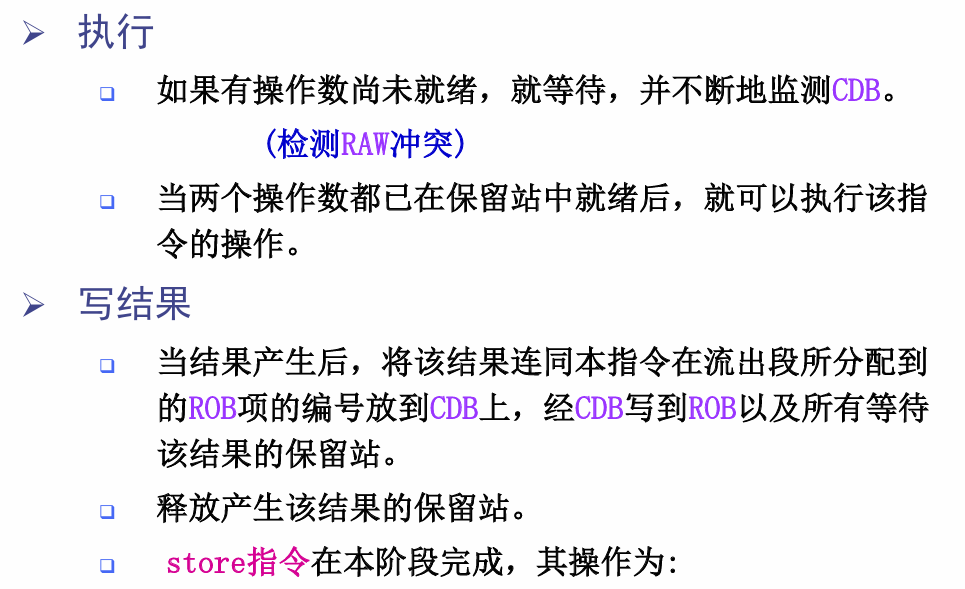 执行
如果有操作数尚未就绪，就等待，并不断地监测CDB。
(检测RAW冲突)
当两个操作数都已在保留站中就绪后，就可以执行该指
令的操作。
写结果
当结果产生后，将该结果连同本指令在流出段所分配到
的ROB项的编号放到CDB上，经CDB写到ROB以及所有等待
该结果的保留站。
释放产生该结果的保留站。
store指令在本阶段完成，其操作为: